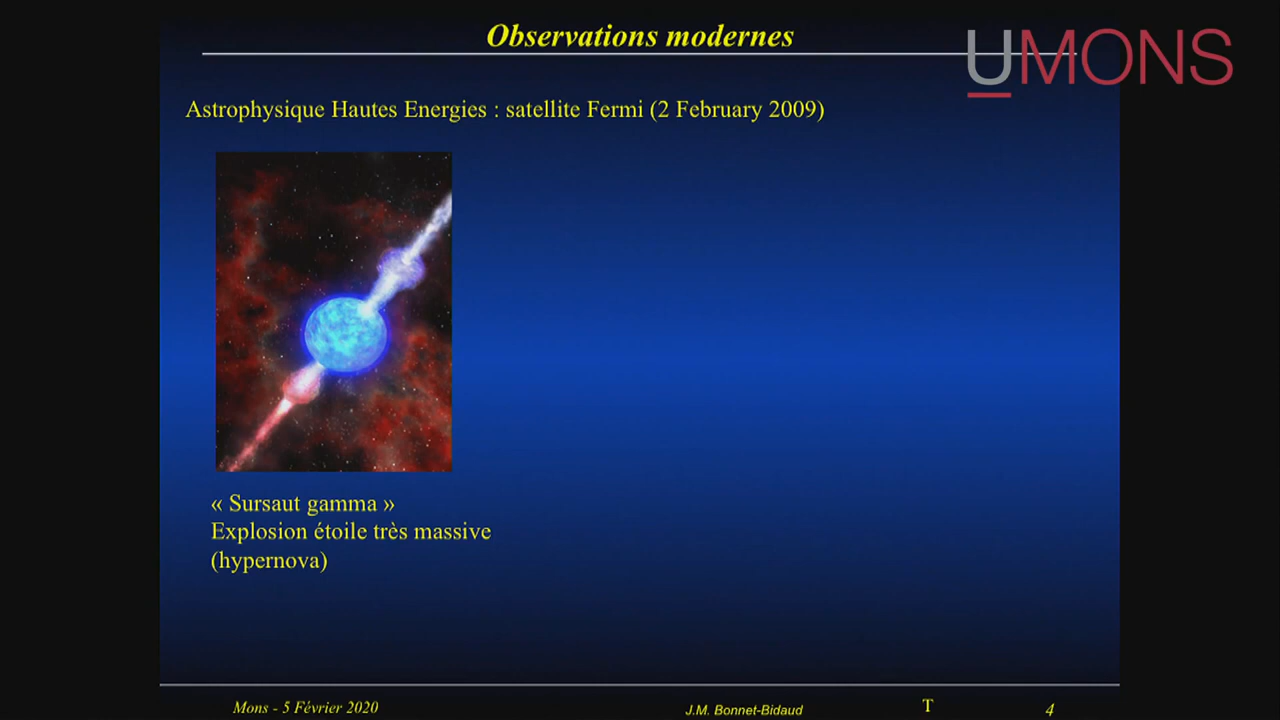 Observations modernes
UMONS
Astrophysique Hautes Energies : satellite Fermi (2 February 2009)
« Sursaut gamma »
Explosion étoile très massive
(hypernova)
Mons - 5 Février 2020
J.M. Bonnet-Bidaud
T
4